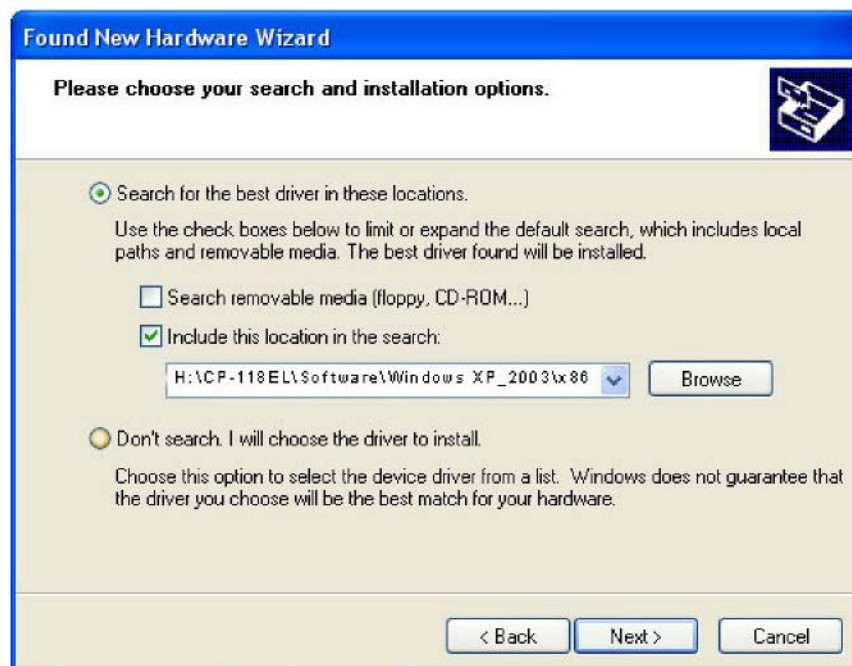 Found New Hardware Wizard
Please choose your search and installation options.
Search for the best driver in these locations.
Use the check boxes below to limit or expand the default search, which includes local
paths and removable media. The best driver found will be installed.
Search removable media (floppy, CD-ROM...)
Include this location in the search:
H:\CP-118EL\Software\Windows XP_2003\x86
Browse
Don't search. I will choose the driver to install.
Choose this option to select the device driver from a list. Windows does not guarantee that
the driver you choose will be the best match for your hardware.
< Back
Next >
Cancel